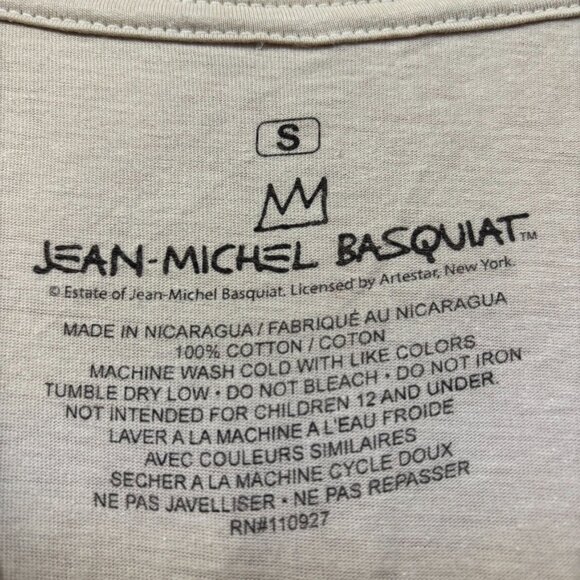 S
JEAN-MICHEL BASQUIAT™
© Estate of Jean-Michel Basquiat. Licensed by Artestar, New York.
MADE IN NICARAGUA / FABRIQUÉ AU NICARAGUA
100% COTTON / COTON
MACHINE WASH COLD WITH LIKE COLORS
TUMBLE DRY LOW • DO NOT BLEACH • DO NOT IRON
NOT INTENDED FOR CHILDREN 12 AND UNDER.
LAVER A LA MACHINE A L'EAU FROIDE
AVEC COULEURS SIMILAIRES
SECHER A LA MACHINE CYCLE DOUX
NE PAS JAVELLISER • NE PAS REPASSER
RN#110927